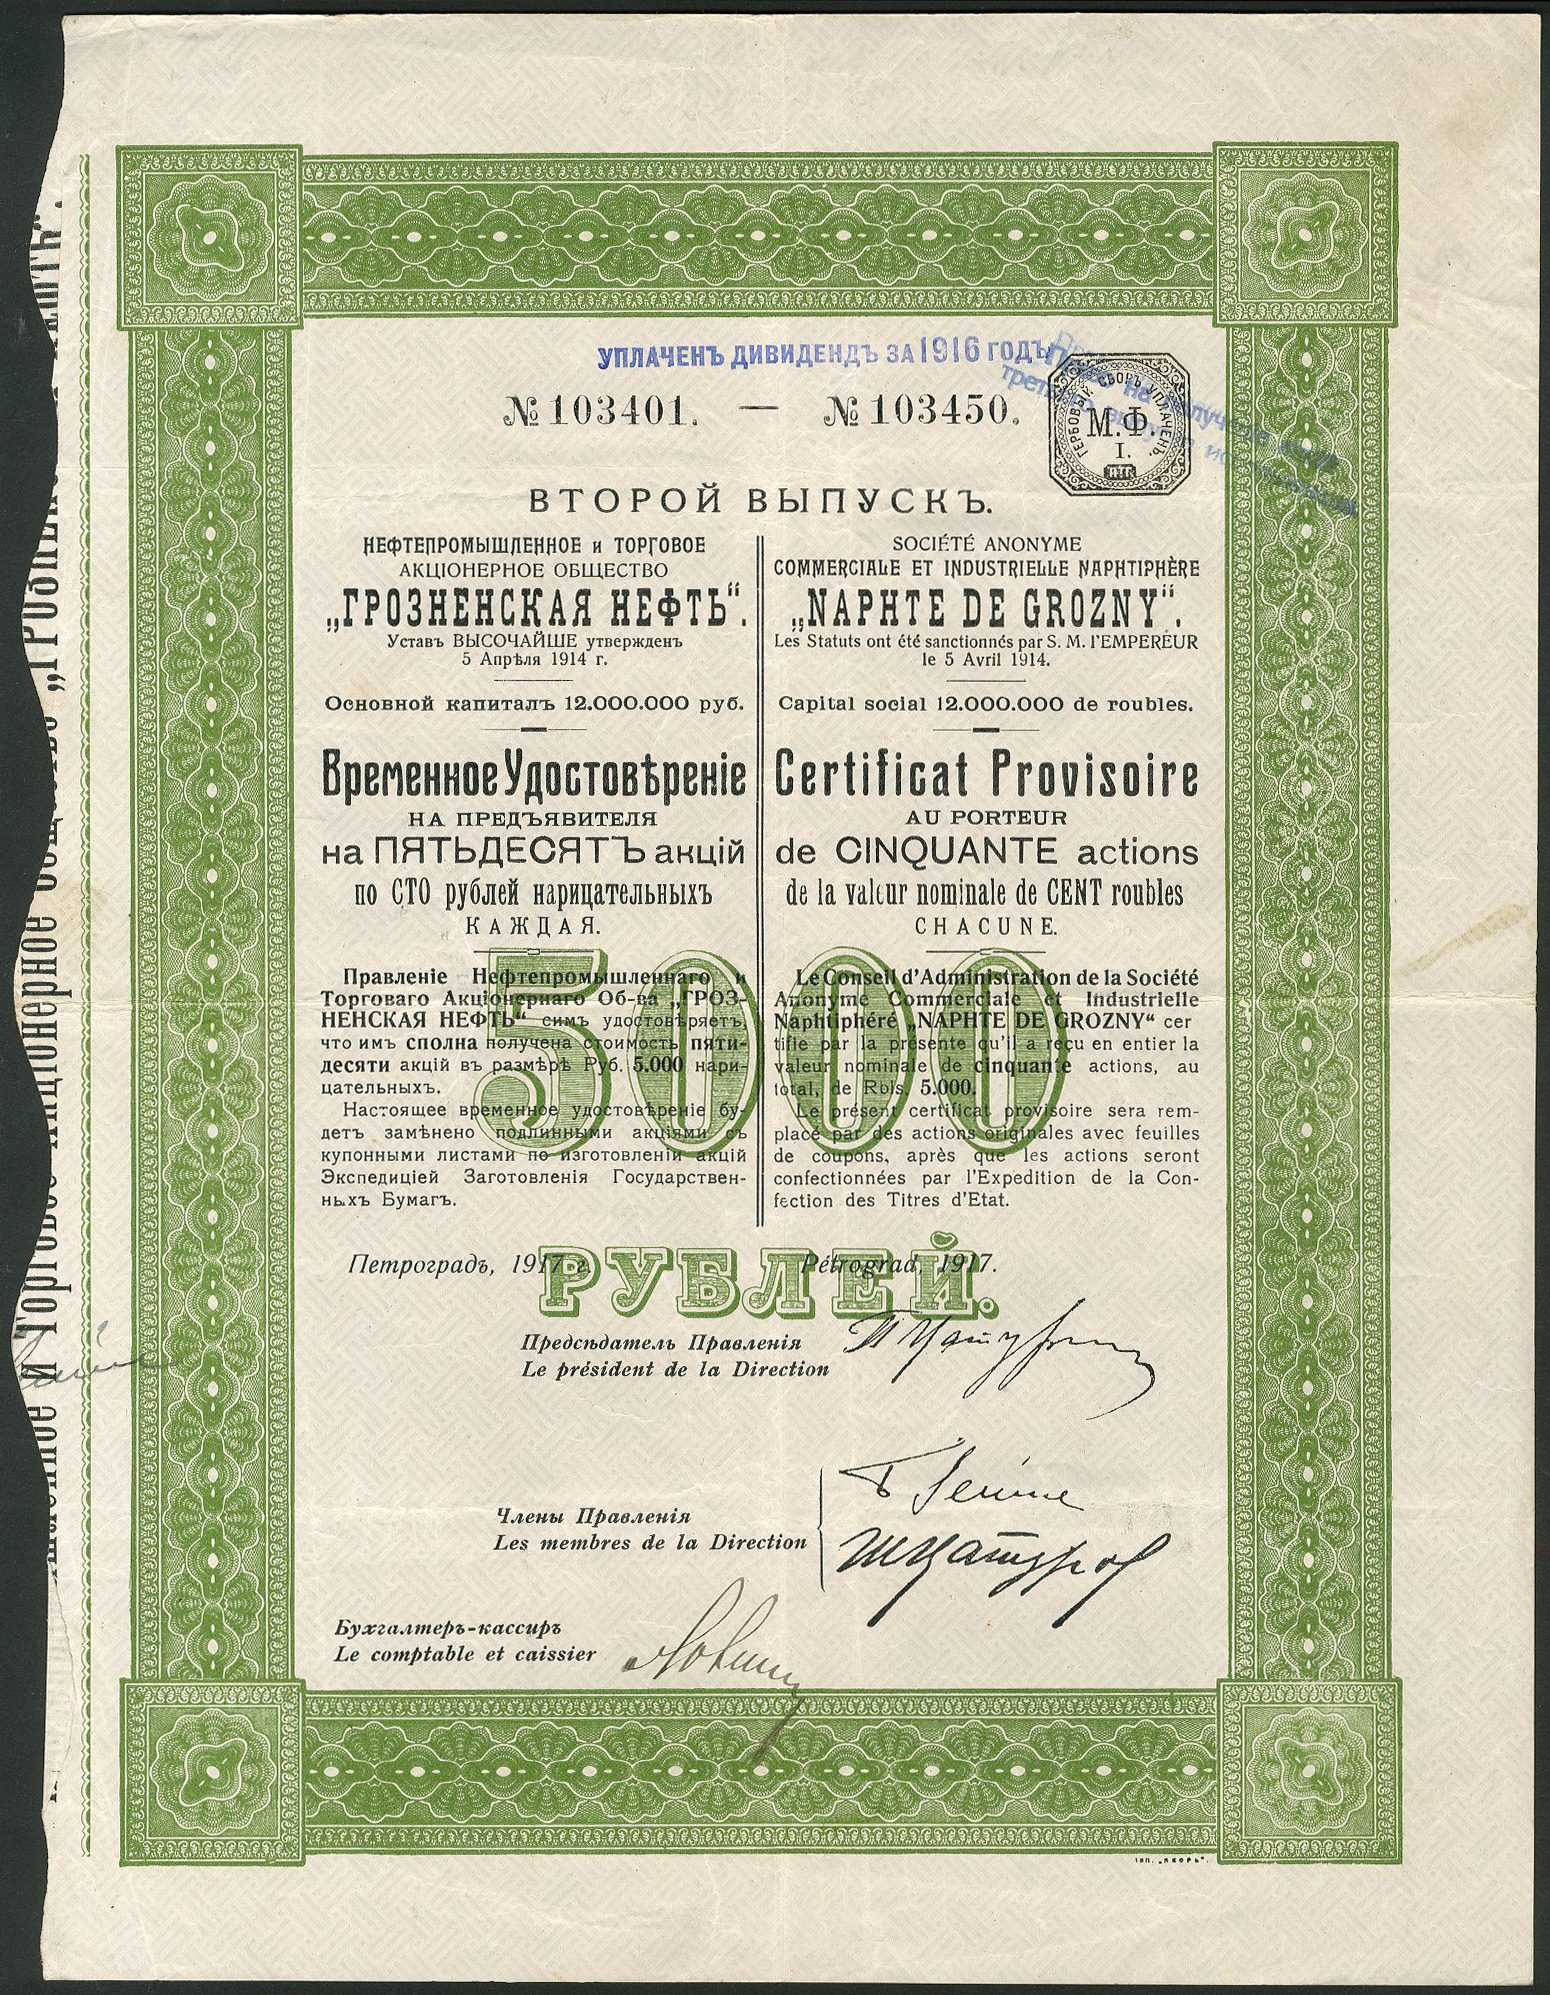 УПЛАЧЕНЪ ДИВИДЕНДЪ ЗА 1916 ГОДЪ
№ 103401. — № 103450.
ГЕРБОВЫЙ СБОРЪ УПЛАЧЕНЪ.
М.Ф.
I.
ВТОРОЙ ВЫПУСКЪ.
НЕФТЕПРОМЫШЛЕННОЕ и ТОРГОВОЕ
АКЦІОНЕРНОЕ ОБЩЕСТВО
„ГРОЗНЕНСКАЯ НЕФТЬ“.
Уставъ ВЫСОЧАЙШЕ утвержденъ
5 Апрѣля 1914 г.
Основной капиталъ 12.000.000 руб.
Временное Удостовѣреніе
НА ПРЕДЪЯВИТЕЛЯ
на ПЯТЬДЕСЯТЪ акцій
по СТО рублей нарицательныхъ
КАЖДАЯ.
Правленіе Нефтепромышленнаго и
Торговаго Акціонернаго Об-ва „ГРОЗ-
НЕНСКАЯ НЕФТЬ“ симъ удостовѣряетъ,
что имъ сполна получена стоимость пяти-
десяти акцій въ размѣрѣ Руб. 5.000 нари-
цательныхъ.
Настоящее временное удостовѣреніе бу-
детъ замѣнено подлинными акціями съ
купонными листами по изготовленіи акцій
Экспедиціей Заготовленія Государствен-
ныхъ Бумагъ.
SOCIÉTÉ ANONYME
COMMERCIALE ET INDUSTRIELLE NAPHTIPHÈRE
„NAPHTE DE GROZNY“.
Les Statuts ont été sanctionnés par S. M. l'EMPEREUR
le 5 Avril 1914.
Capital social 12.000.000 de roubles.
Certificat Provisoire
AU PORTEUR
de CINQUANTE actions
de la valeur nominale de CENT roubles
CHACUNE.
Le Conseil d'Administration de la Société
Anonyme Commerciale et Industrielle
Naphtiphéré „NAPHTE DE GROZNY“ cer
tifie par la présente qu'il a reçu en entier la
valeur nominale de cinquante actions, au
total, de Rbls. 5.000.
Le présent certificat provisoire sera rem-
placé par des actions originales avec feuilles
de coupons, après que les actions seront
confectionnées par l'Expedition de la Con-
fection des Titres d'Etat.
5000
РУБЛЕЙ.
Петроградъ, 1917 г. Pétrograd, 1917.
Предсѣдатель Правленія
Le président de la Direction
Члены Правленія
Les membres de la Direction
Бухгалтеръ-кассиръ
Le comptable et caissier
тип. „ЯКОРЬ“.